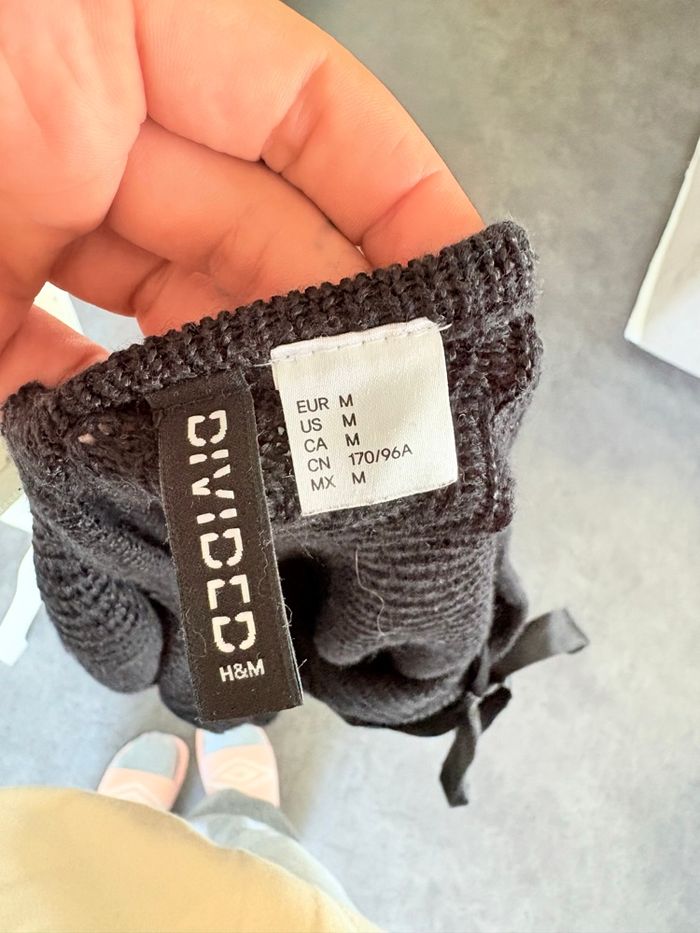 DIVIDED
H&M
EUR M
US M
CA M
CN 170/96A
MX M